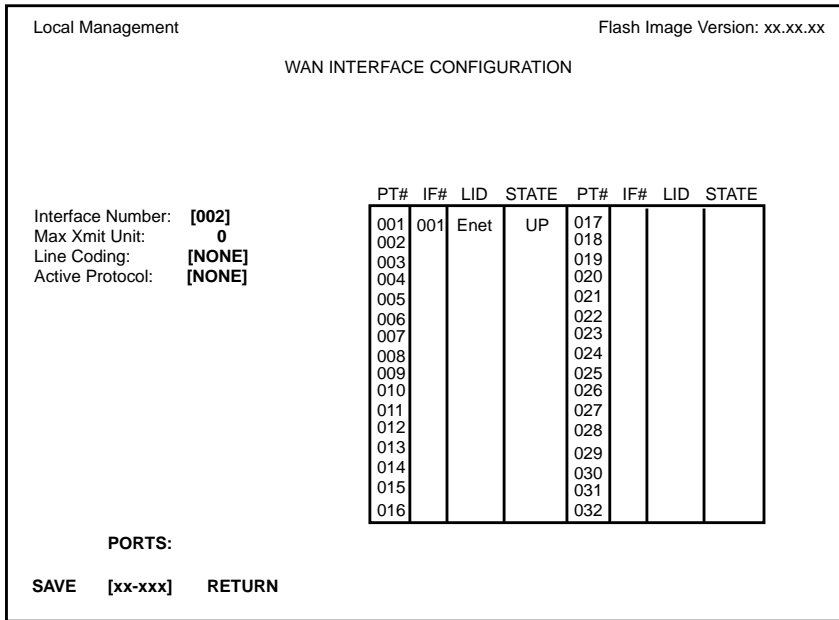 Local Management Flash Image Version: xx.xx.xx
WAN INTERFACE CONFIGURATION
PT# IF# LID STATE PT# IF# LID STATE
Interface Number: [002]
Max Xmit Unit: 0
Line Coding: [NONE]
Active Protocol: [NONE]
001 001 Enet UP 017
002 018
003 019
004 020
005 021
006 022
007 023
008 024
009 025
010 026
011 027
012 028
013 029
014 030
015 031
016 032
PORTS:
SAVE [xx-xxx] RETURN